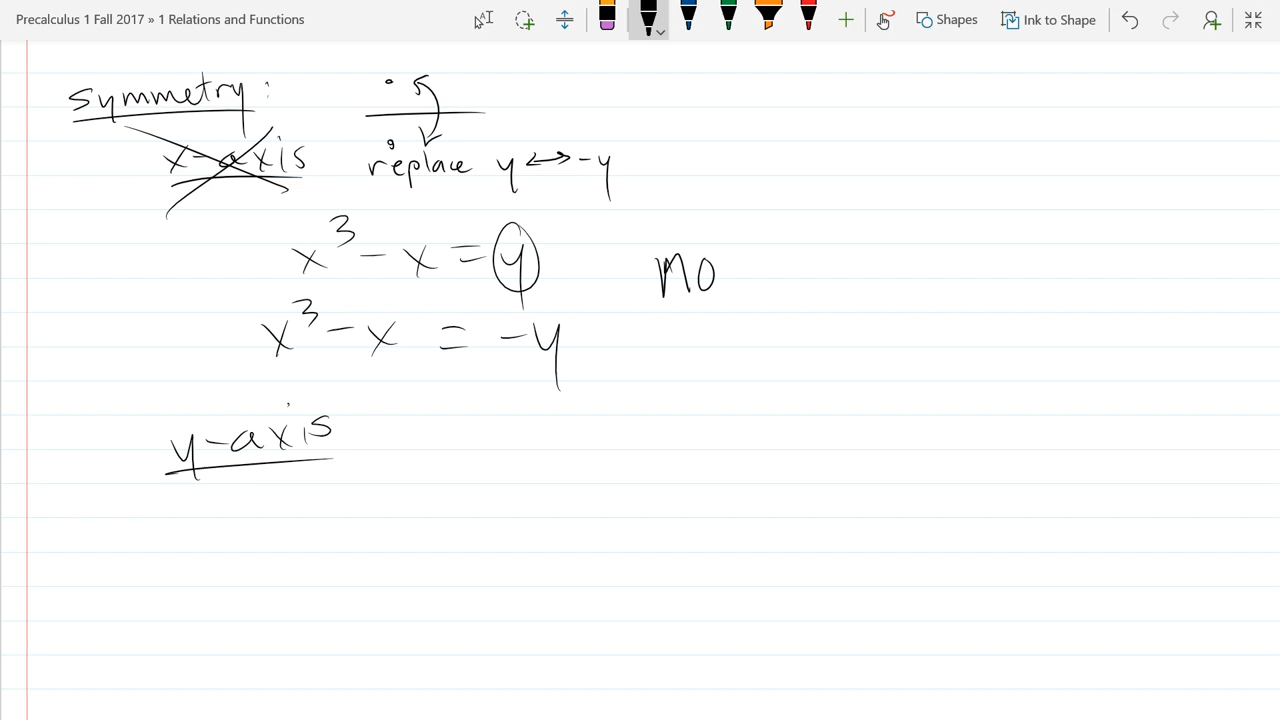 Precalculus 1 Fall 2017 » 1 Relations and Functions
Shapes
Ink to Shape
symmetry:
x-axis replace y ↔ -y
x³ - x = y
no
x³ - x = -y
y-axis